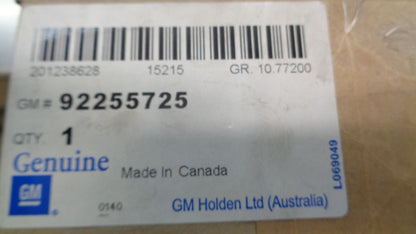 201238628 15215 GR. 10.77200
GM # 92255725
QTY. 1
Genuine Made In Canada
GM
0140 GM Holden Ltd (Australia)
L069049